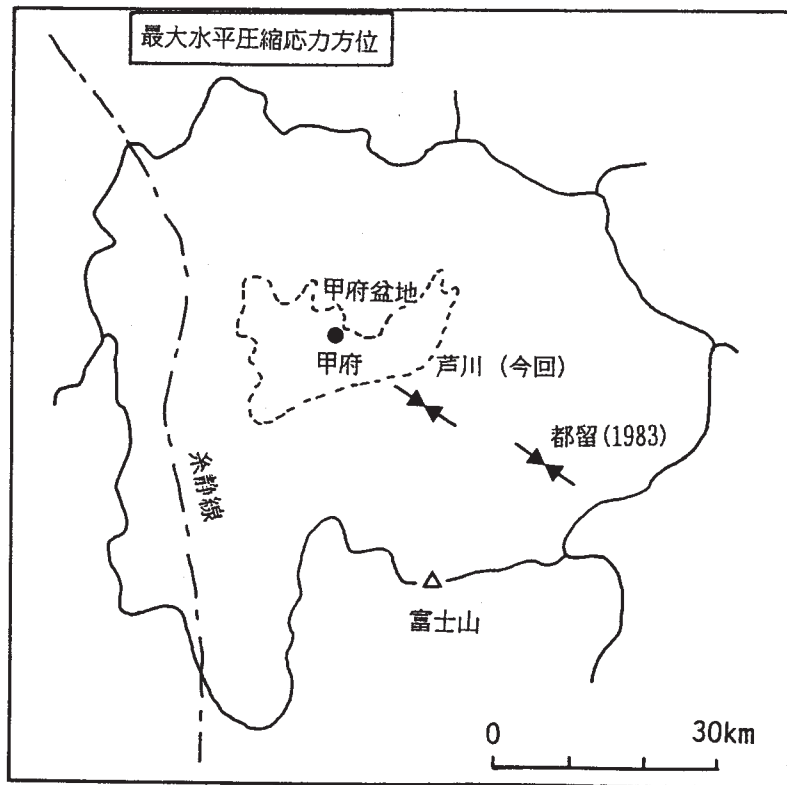 最大水平圧縮応力方位
甲府盆地
甲府
芦川（今回）
都留(1983)
糸静線
富士山
0 30km